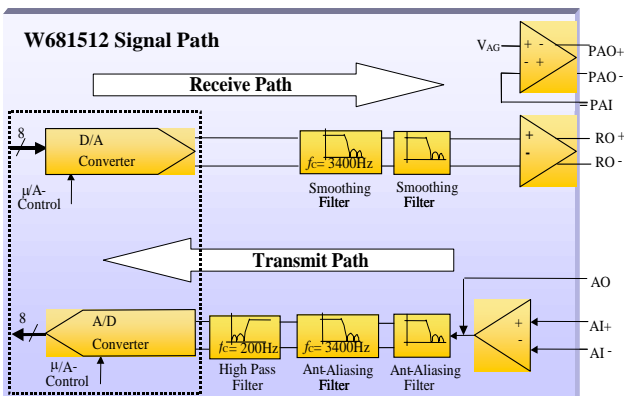 W681512 Signal Path
V AG
+ -
- +
PAO+
PAO -
PAI
Receive Path
8
D/A
Converter
μ/A-
Control
fc= 3400Hz
Smoothing
Filter
Smoothing
Filter
+
-
RO +
RO -
Transmit Path
8
A/D
Converter
μ/A-
Control
fc= 200Hz
High Pass
Filter
fc= 3400Hz
Ant-Aliasing
Filter
Ant-Aliasing
Filter
+
-
AO
AI+
AI -